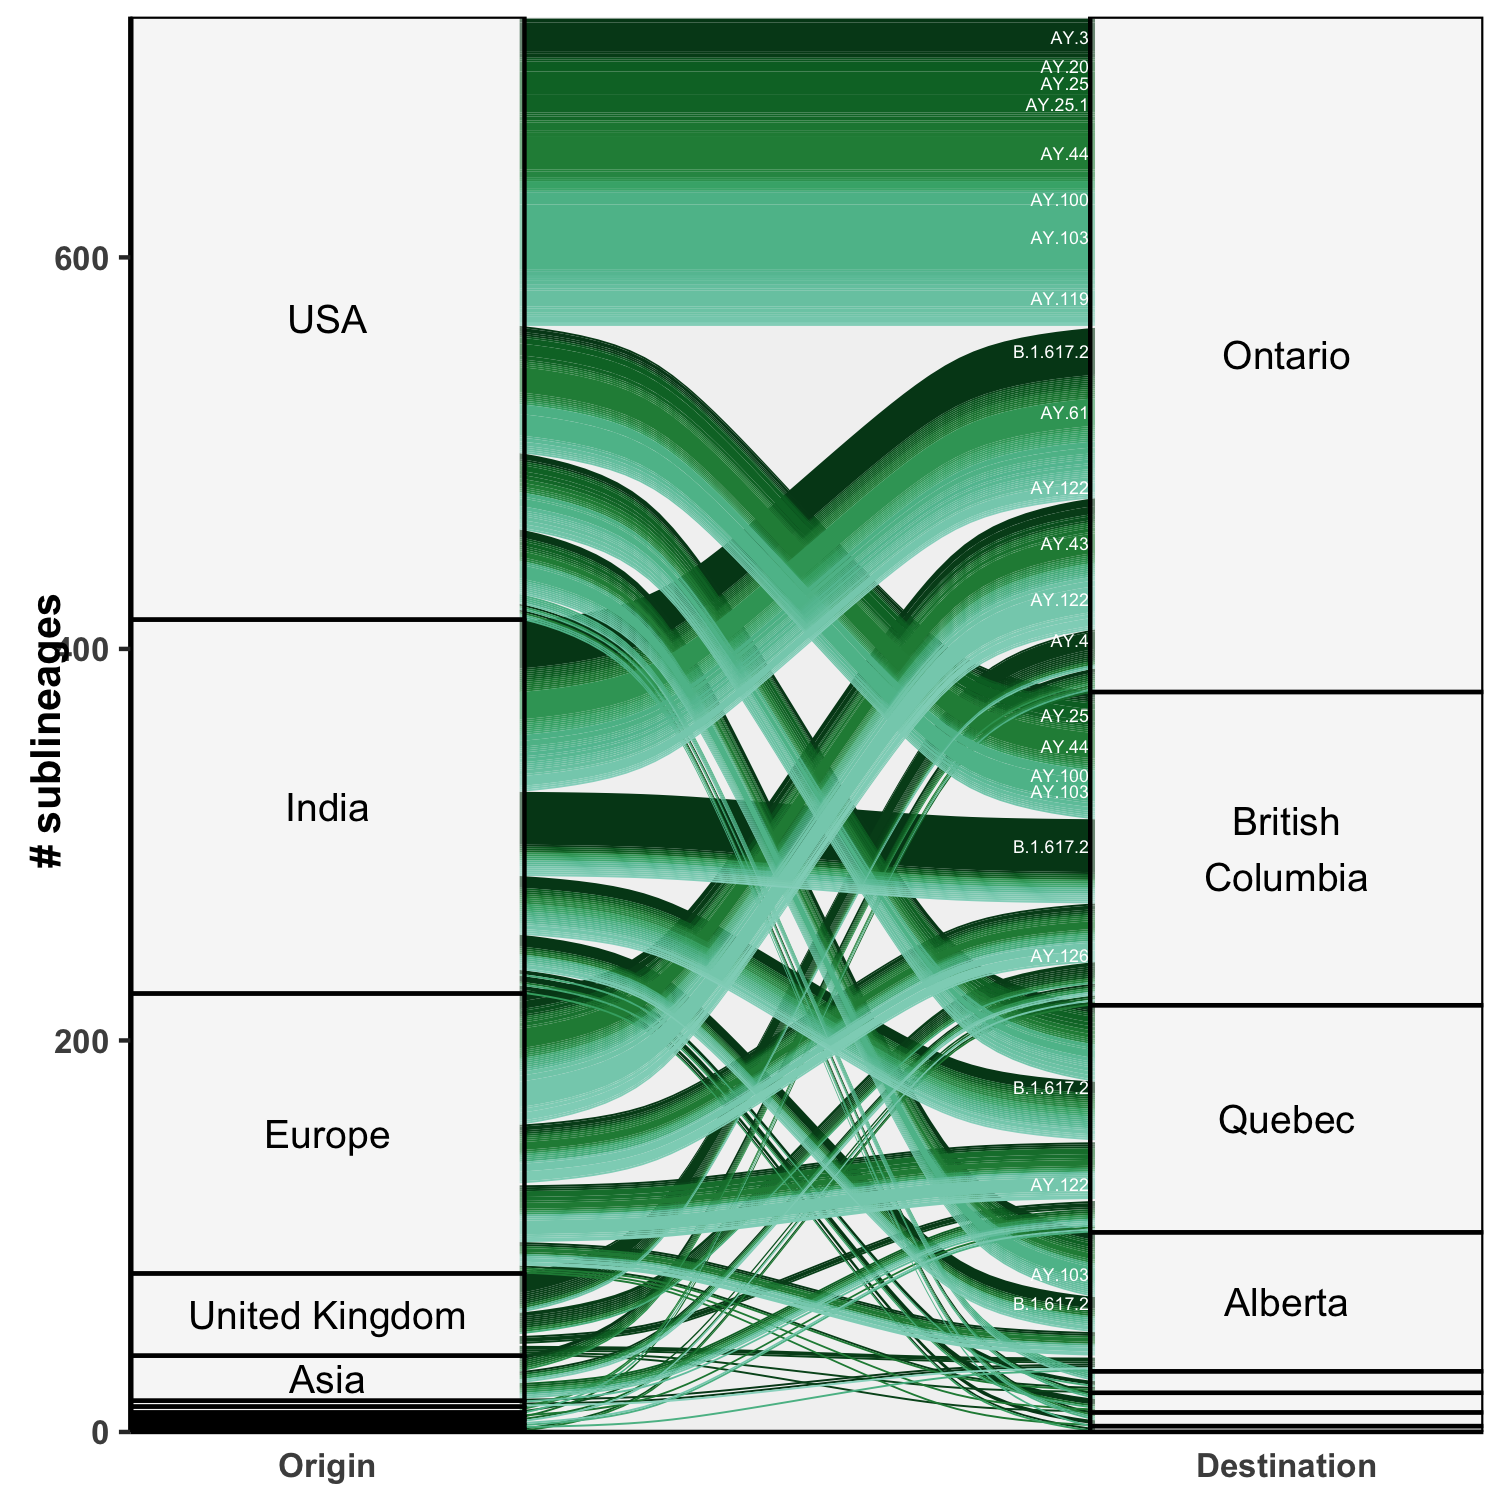 # sublineages
600
400
200
0
USA
India
Europe
United Kingdom
Asia
AY.3
AY.20
AY.25
AY.25.1
AY.44
AY.100
AY.103
AY.119
B.1.617.2
AY.61
AY.122
AY.43
AY.122
AY.4
AY.25
AY.44
AY.100
AY.103
B.1.617.2
AY.126
B.1.617.2
AY.122
AY.103
B.1.617.2
Ontario
British
Columbia
Quebec
Alberta
Origin
Destination